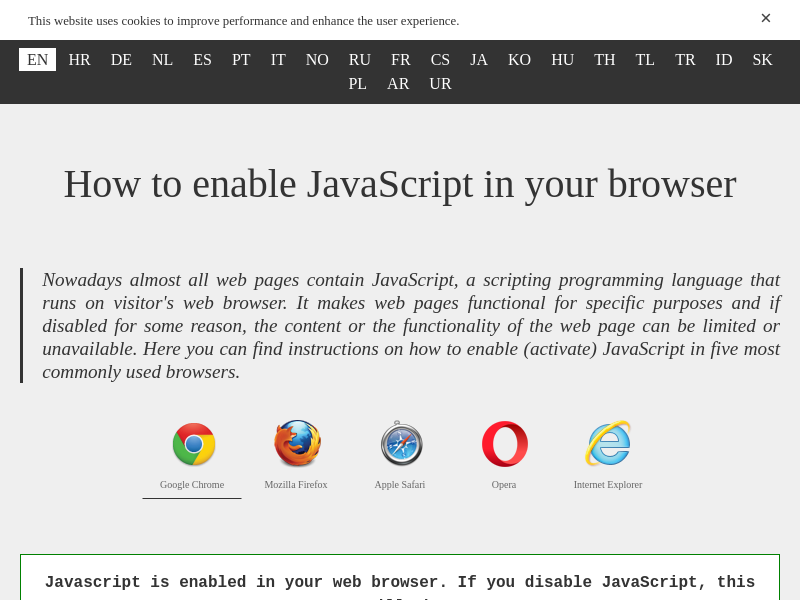 This website uses cookies to improve performance and enhance the user experience.
×
EN HR DE NL ES PT IT NO RU FR CS JA KO HU TH TL TR ID SK
PL AR UR
How to enable JavaScript in your browser
Nowadays almost all web pages contain JavaScript, a scripting programming language that
runs on visitor's web browser. It makes web pages functional for specific purposes and if
disabled for some reason, the content or the functionality of the web page can be limited or
unavailable. Here you can find instructions on how to enable (activate) JavaScript in five most
commonly used browsers.
Google Chrome Mozilla Firefox Apple Safari Opera Internet Explorer
Javascript is enabled in your web browser. If you disable JavaScript, this